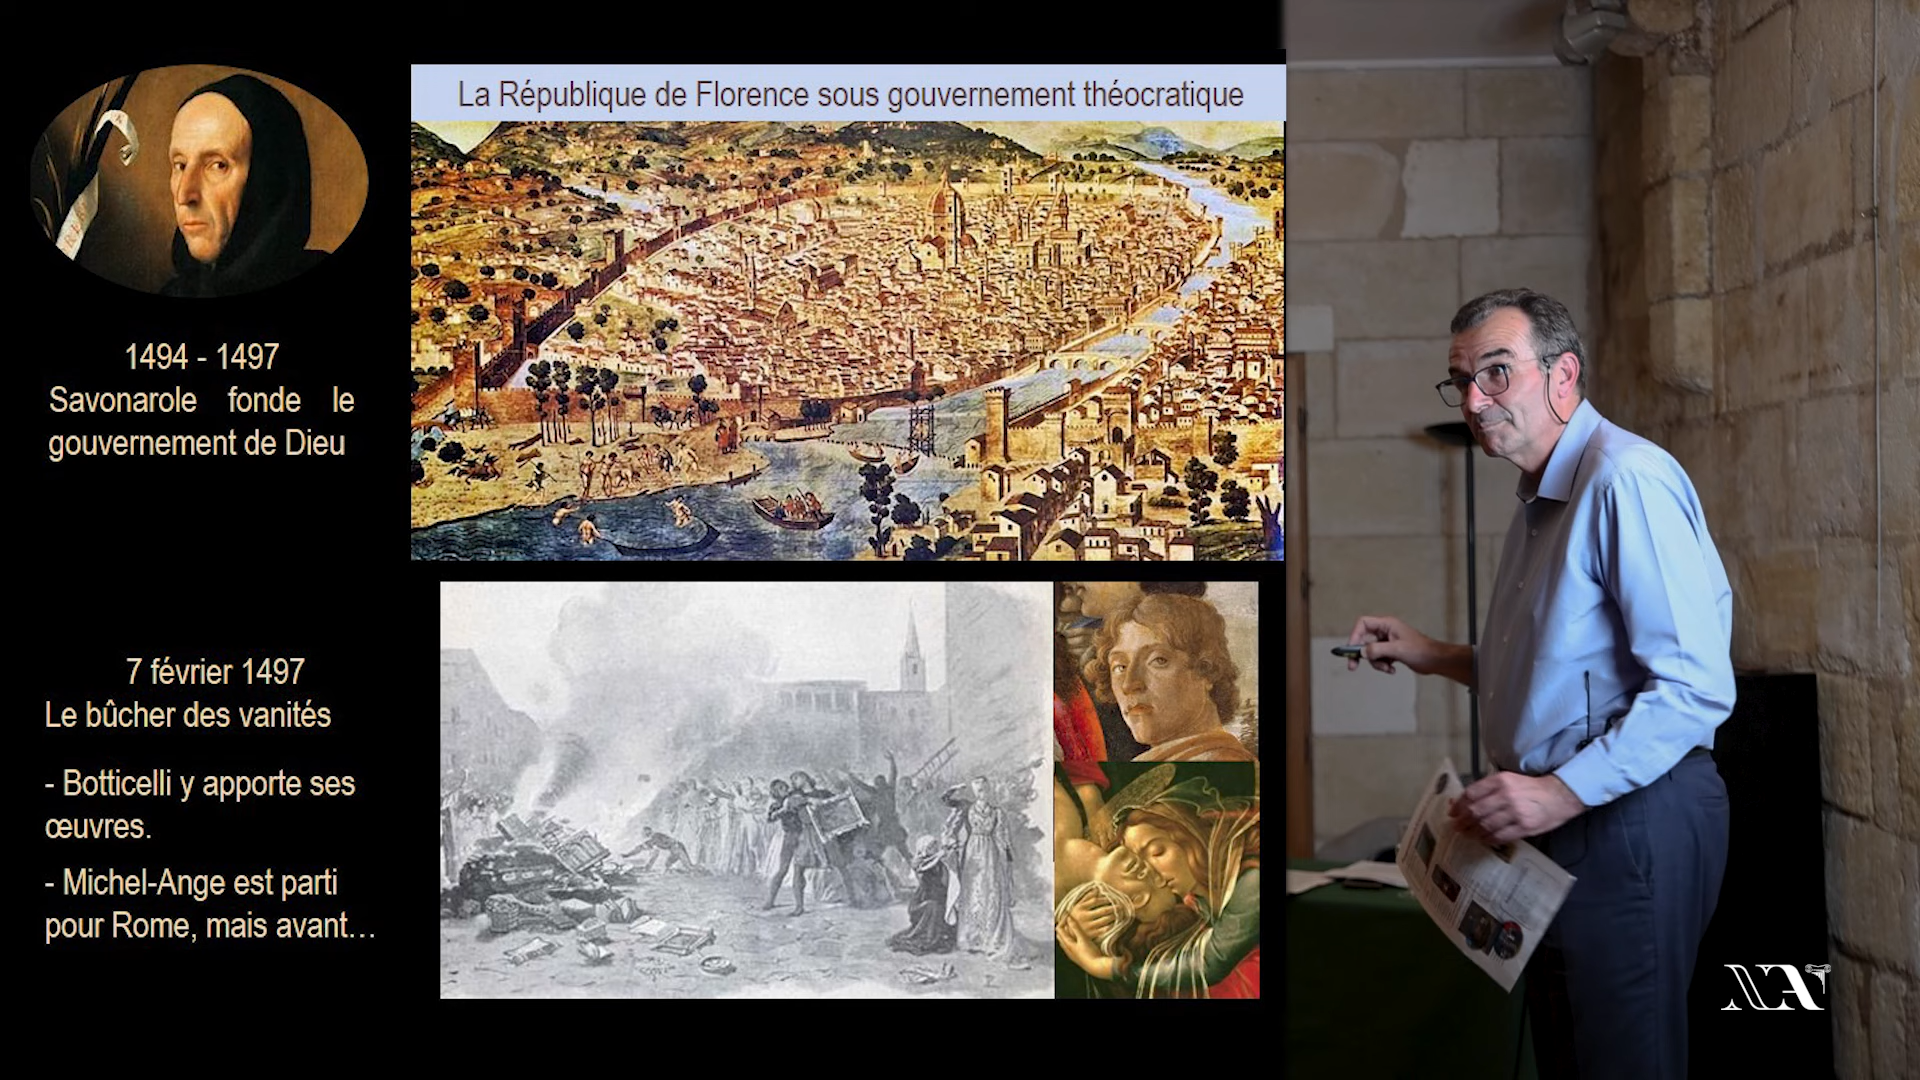 La République de Florence sous gouvernement théocratique
1494 - 1497
Savonarole fonde le
gouvernement de Dieu
7 février 1497
Le bûcher des vanités
- Botticelli y apporte ses
œuvres.
- Michel-Ange est parti
pour Rome, mais avant…